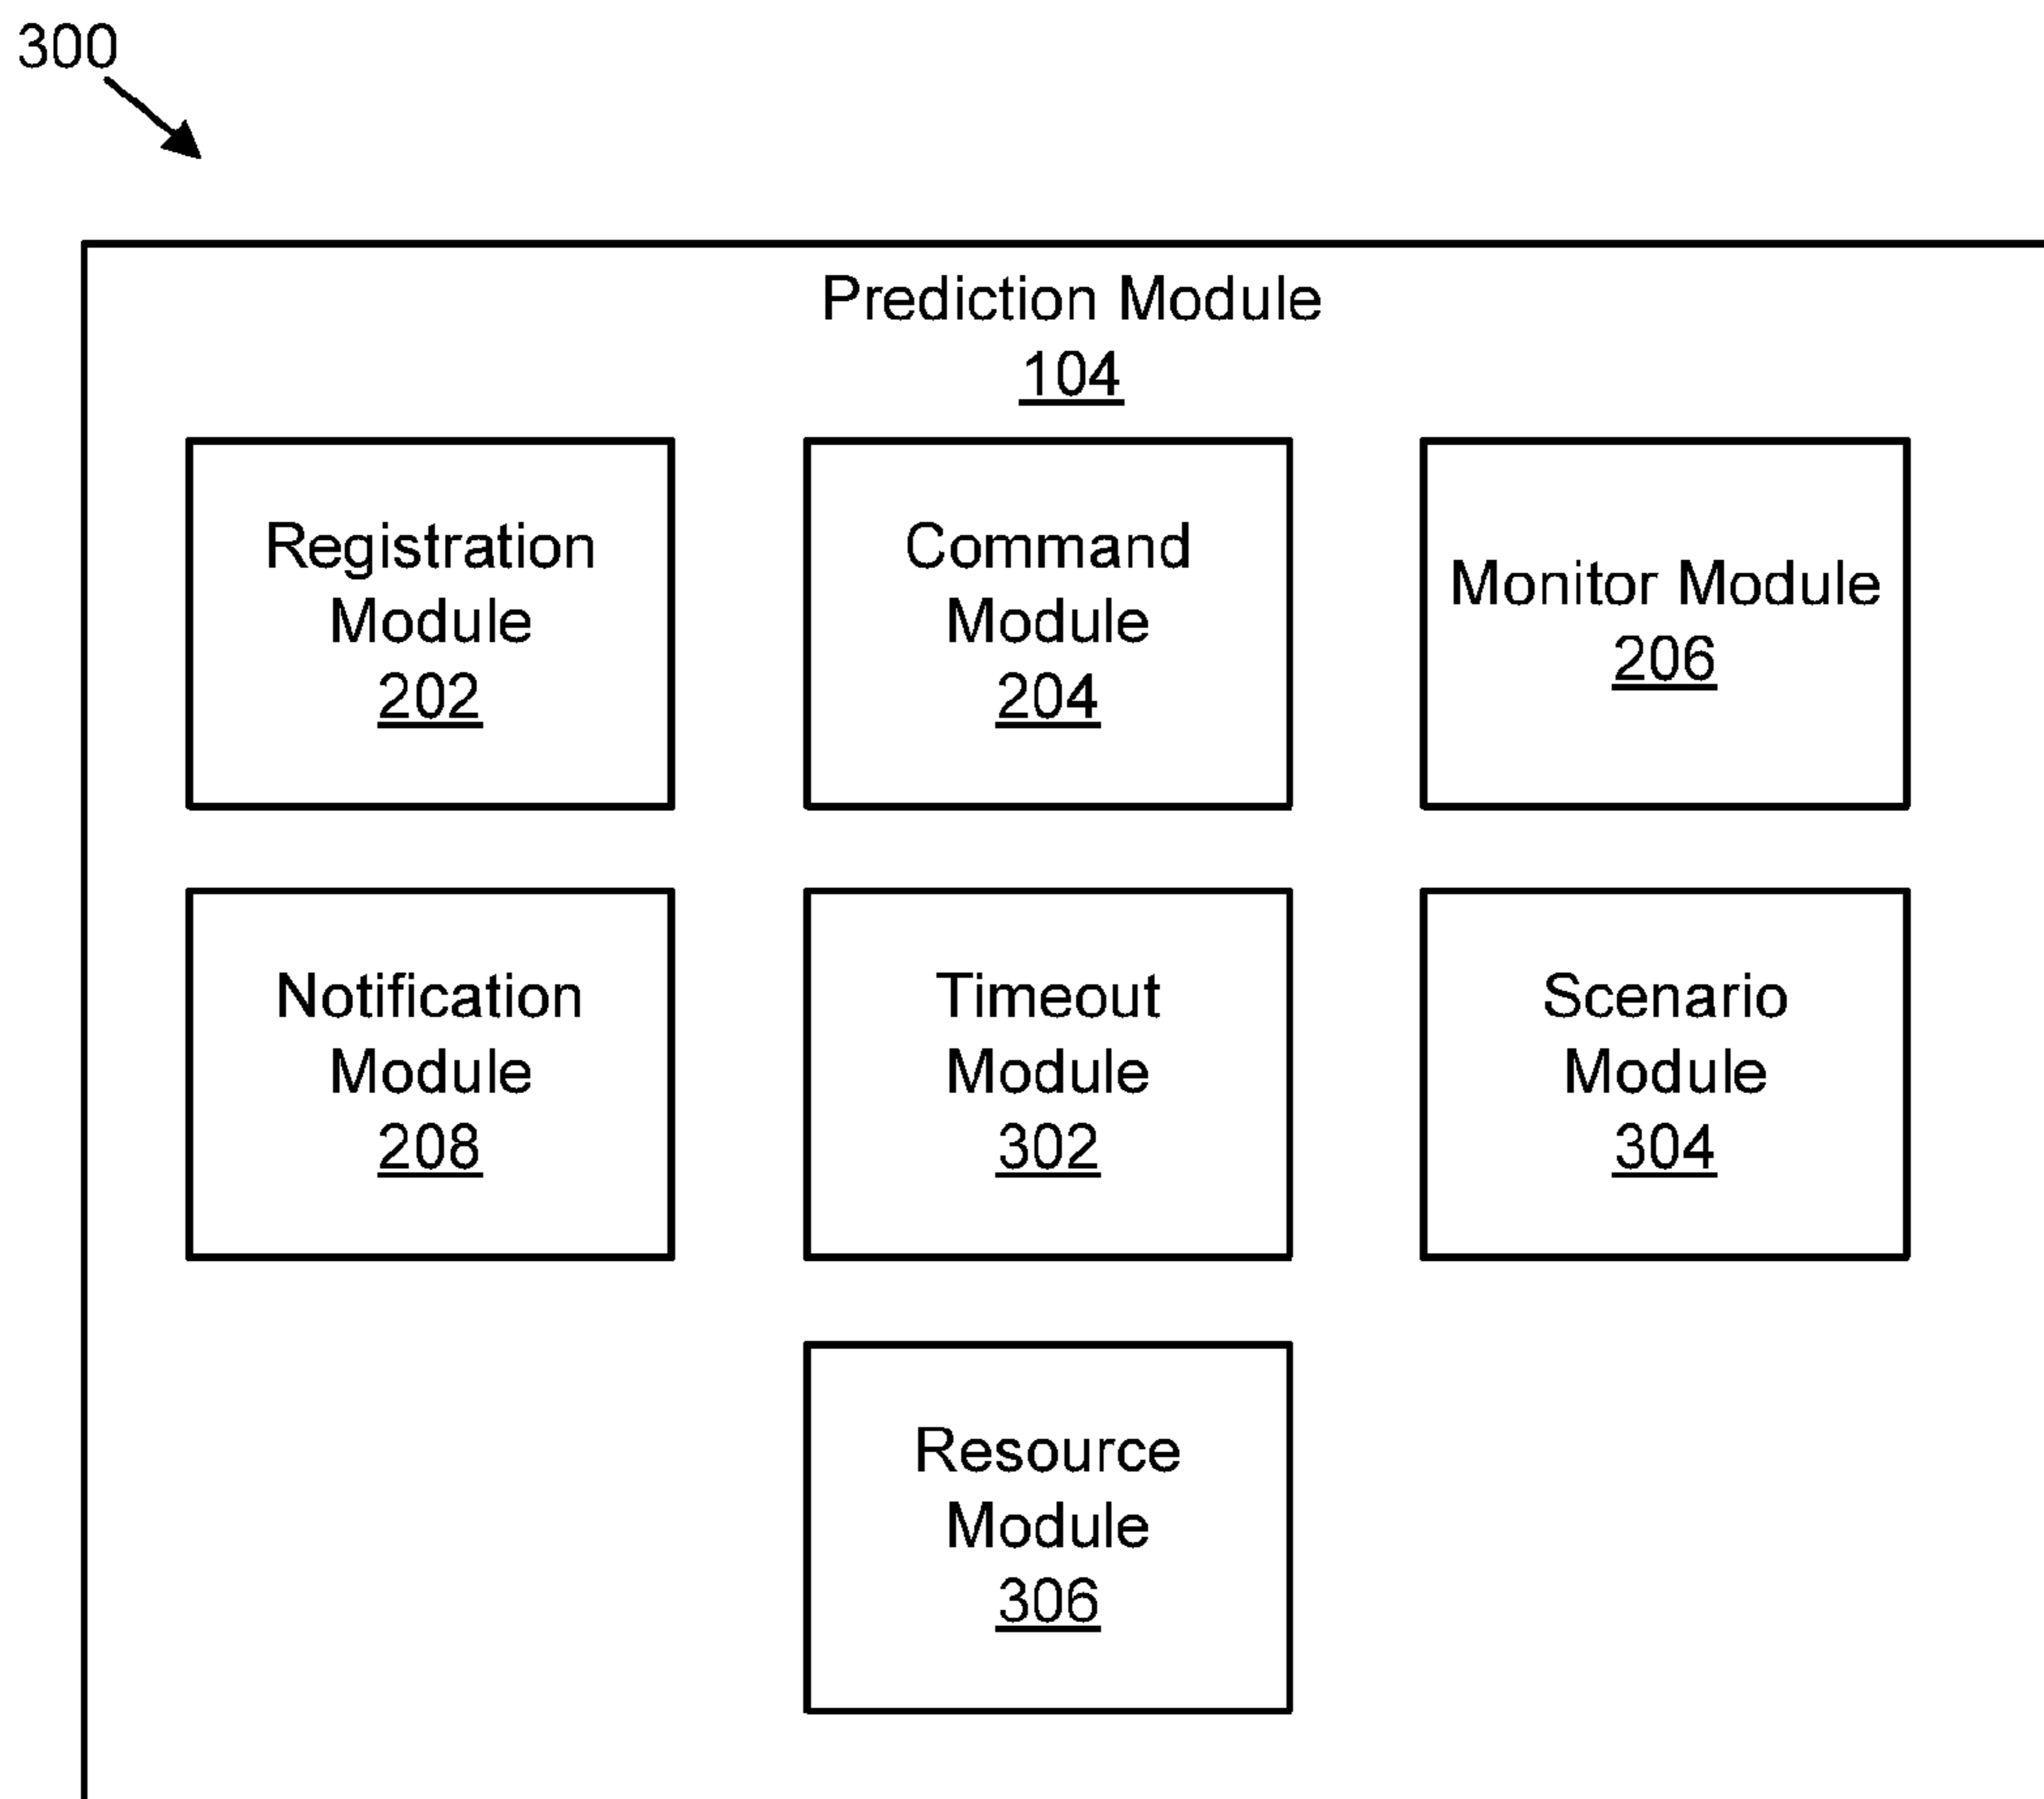 300
Prediction Module
104
Registration
Module
202
Command
Module
204
Monitor Module
206
Notification
Module
208
Timeout
Module
302
Scenario
Module
304
Resource
Module
306